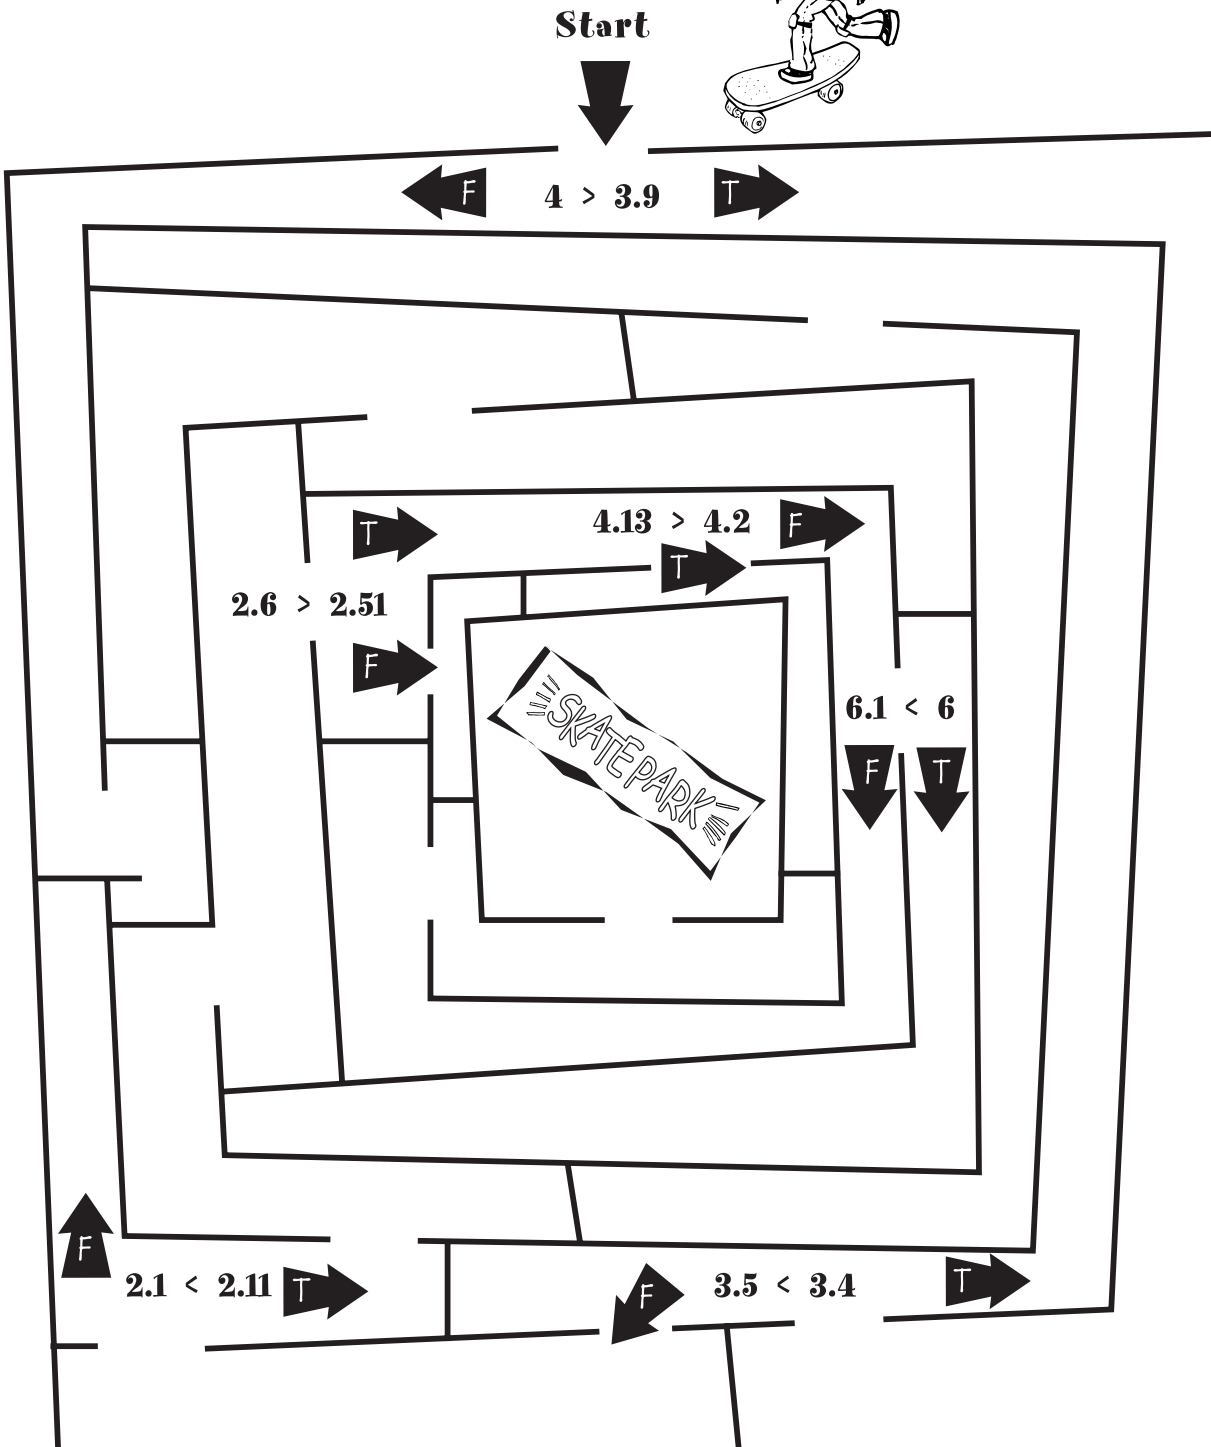 Start
F 4 > 3.9 T
4.13 > 4.2 F
T
T
2.6 > 2.51
F
SKATEPARK
6.1 < 6
F T
F
2.1 < 2.11 T
F 3.5 < 3.4 T